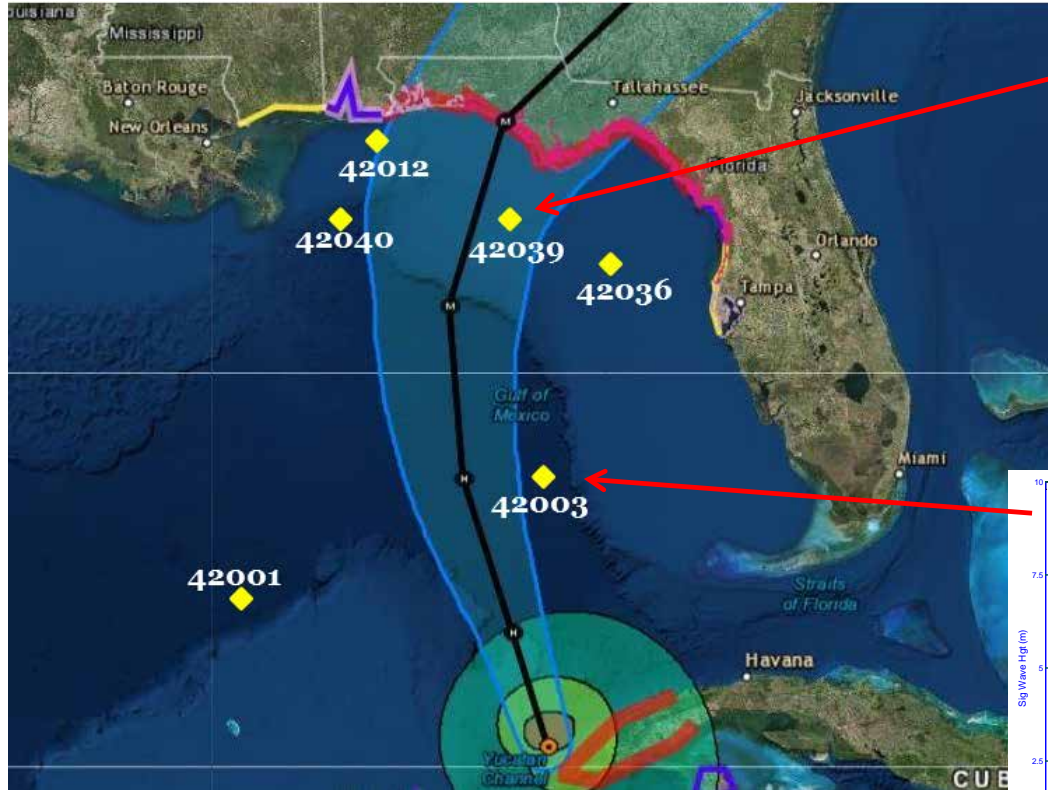 ouisiana
Mississippi
Baton Rouge
New Orleans
Tallahassee
Jacksonville
M
42012
Florida
42040
42039
42036
Orlando
Tampa
M
Gulf of
Mexico
H
42003
Miami
42001
Straits
of Florida
H
Havana
Yucatan
Channel
CUB
10
7.5
5
2.5
Sig Wave Hgt (m)